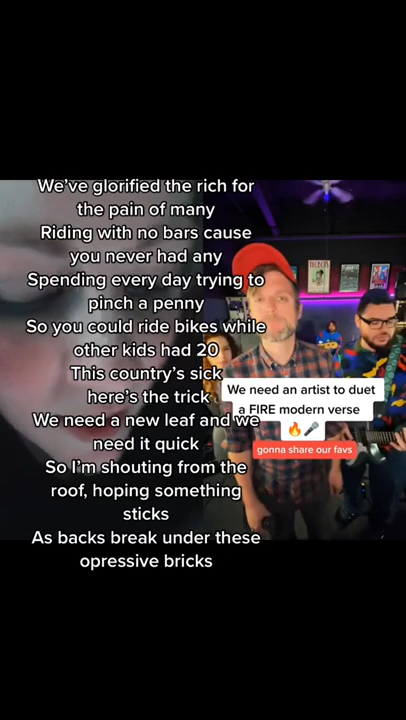 We've glorified the rich for
the pain of many
Riding with no bars cause
you never had any
Spending every day trying to
pinch a penny
So you could ride bikes while
other kids had 20
This country's sick
here's the trick
We need a new leaf and we
need it quick
So I'm shouting from the
roof, hoping something
sticks
As backs break under these
opressive bricks
We need an artist to duet
a FIRE modern verse
🔥🎤
gonna share our favs